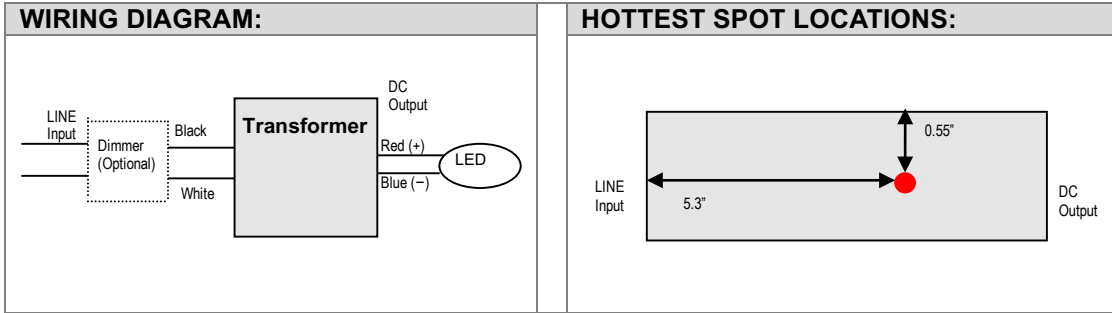 WIRING DIAGRAM:
LINE
Input
Dimmer
(Optional)
Black
White
Transformer
DC
Output
Red (+)
Blue (−)
LED
HOTTEST SPOT LOCATIONS:
0.55”
LINE
Input
5.3”
DC
Output